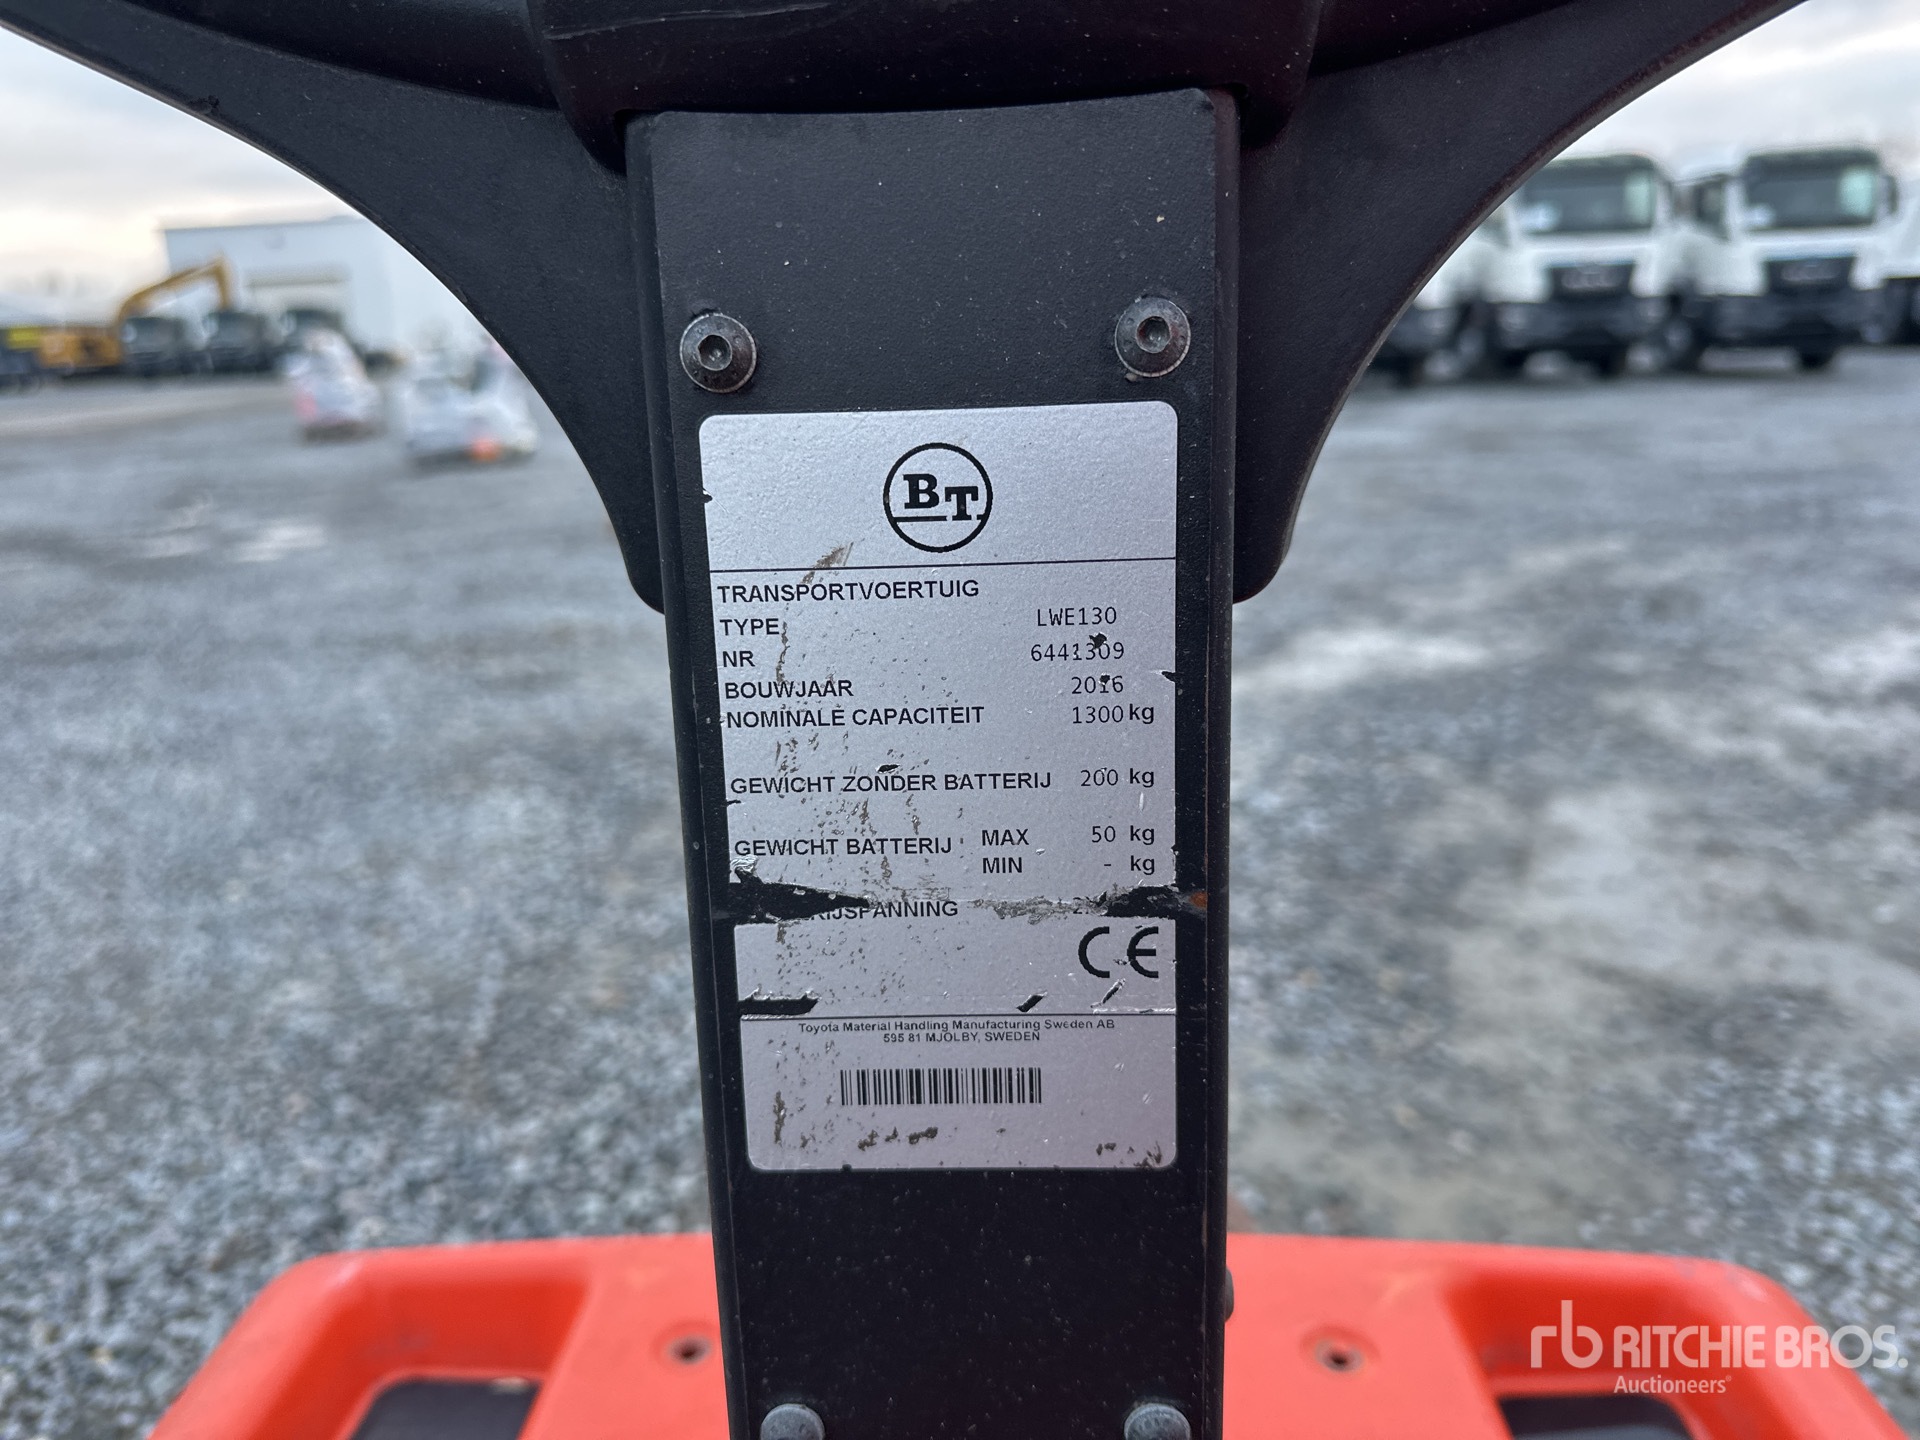 BT
TRANSPORTVOERTUIG
TYPE LWE130
NR 6441309
BOUWJAAR 2016
NOMINALE CAPACITEIT 1300 kg
GEWICHT ZONDER BATTERIJ 200 kg
GEWICHT BATTERIJ MAX 50 kg
MIN - kg
CE
Toyota Material Handling Manufacturing Sweden AB
595 81 MJOLBY, SWEDEN
rb RITCHIE BROS.
Auctioneers